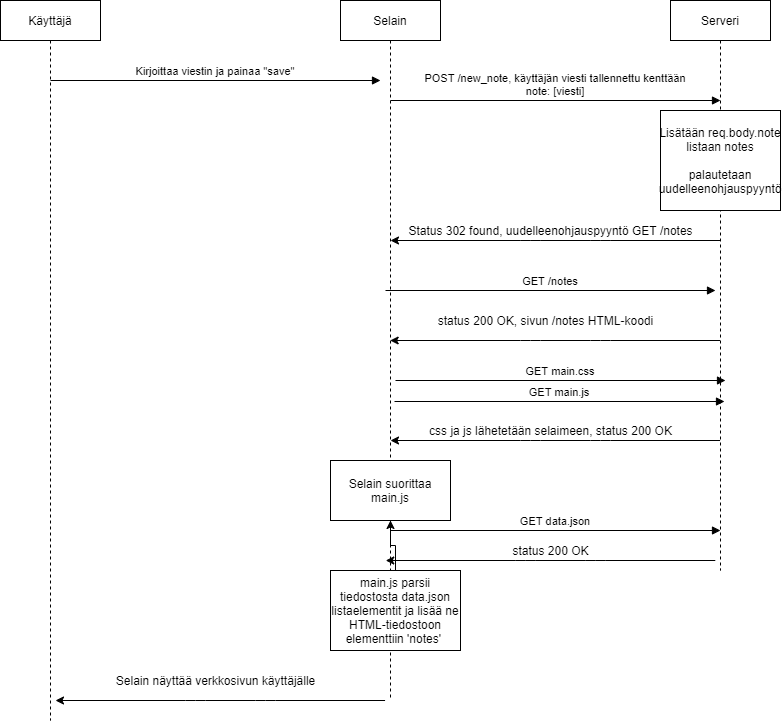 Käyttäjä
Selain
Serveri
Kirjoittaa viestin ja painaa "save"
POST /new_note, käyttäjän viesti tallennettu kenttään
note: [viesti]
Lisätään req.body.note
listaan notes
palautetaan
uudelleenohjauspyyntö
Status 302 found, uudelleenohjauspyyntö GET /notes
GET /notes
status 200 OK, sivun /notes HTML-koodi
GET main.css
GET main.js
css ja js lähetetään selaimeen, status 200 OK
Selain suorittaa
main.js
GET data.json
status 200 OK
main.js parsii
tiedostosta data.json
listaelementit ja lisää ne
HTML-tiedostoon
elementtiin 'notes'
Selain näyttää verkkosivun käyttäjälle